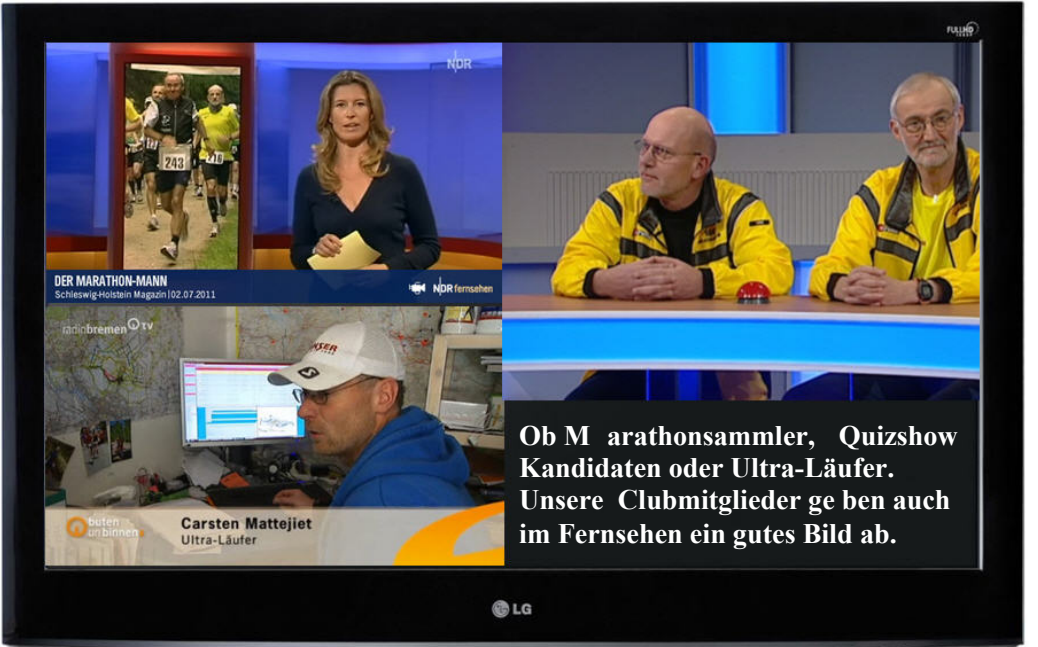 FULL HD
1080p
NDR
243
218
DER MARATHON-MANN
Schleswig-Holstein Magazin|02.07.2011
NDR fernsehen
radiobremen TV
buten
un binnen
Carsten Mattejiet
Ultra-Läufer
Ob M arathonsammler, Quizshow
Kandidaten oder Ultra-Läufer.
Unsere Clubmitglieder ge ben auch
im Fernsehen ein gutes Bild ab.
LG